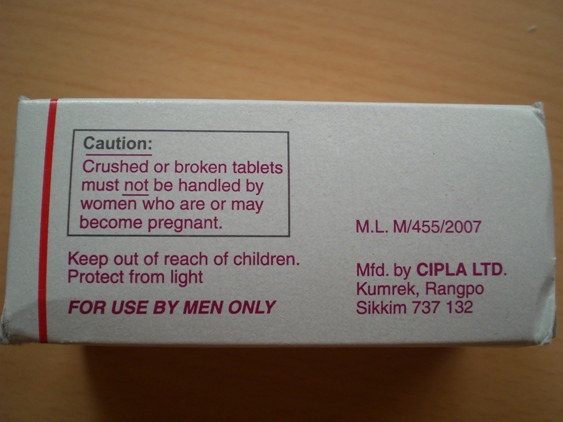 Caution:
Crushed or broken tablets
must not be handled by
women who are or may
become pregnant.
Keep out of reach of children.
Protect from light
FOR USE BY MEN ONLY
M.L. M/455/2007
Mfd. by CIPLA LTD.
Kumrek, Rangpo
Sikkim 737 132